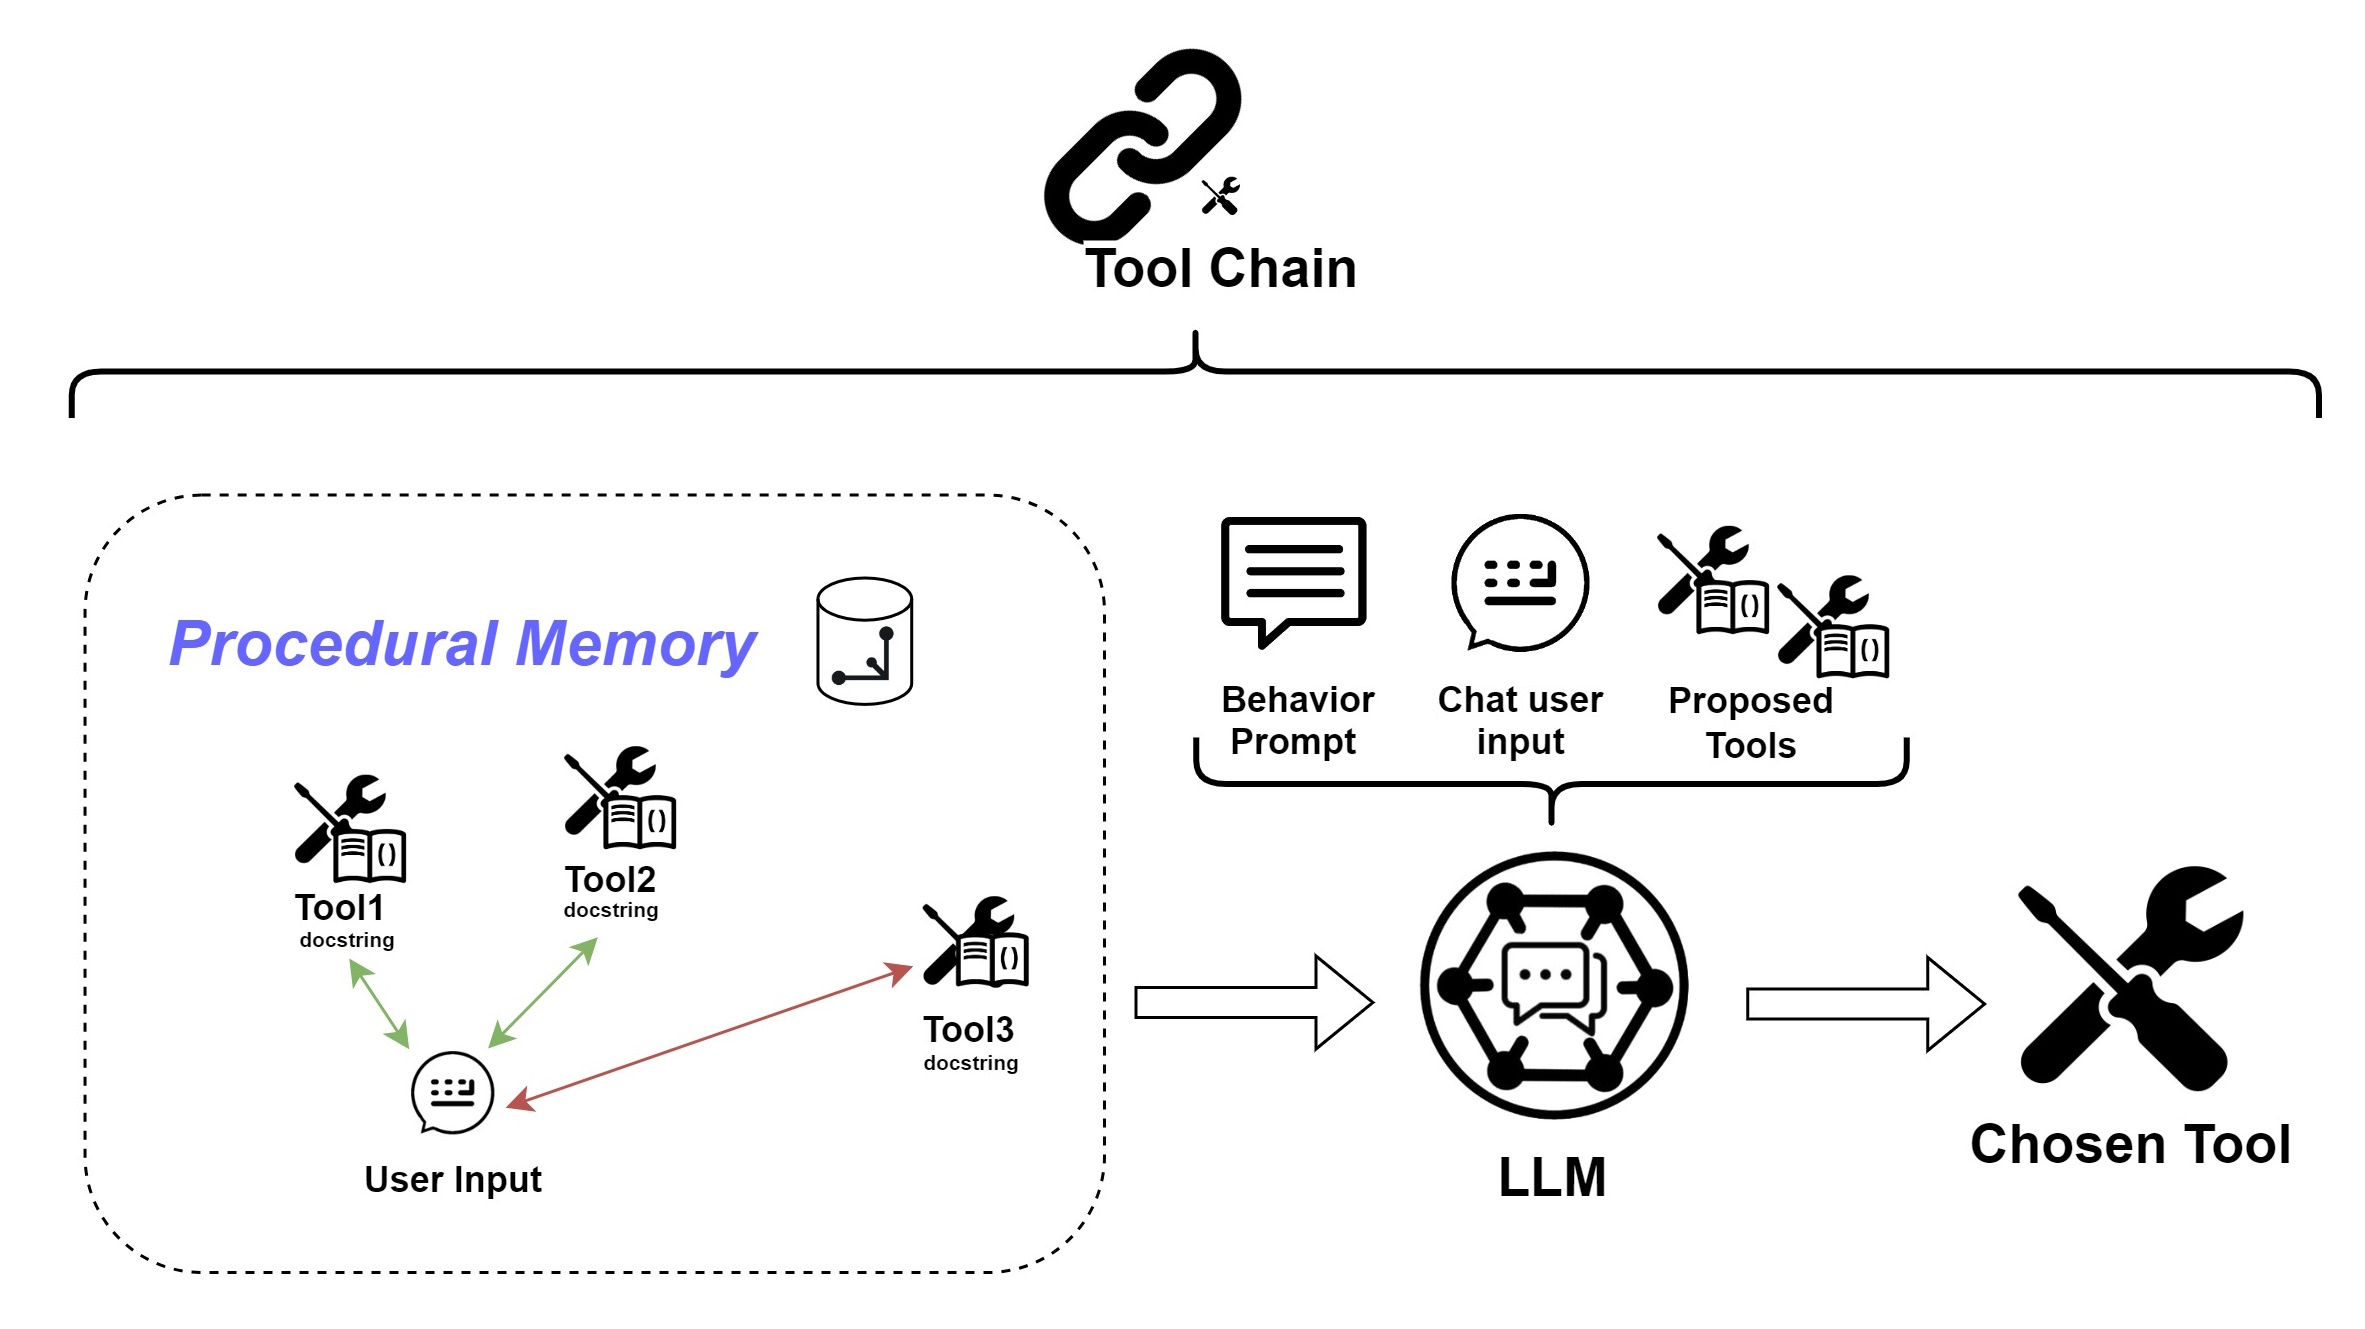 Tool Chain
Procedural Memory
Tool1
docstring
Tool2
docstring
Tool3
docstring
User Input
Behavior
Prompt
Chat user
input
Proposed
Tools
LLM
Chosen Tool